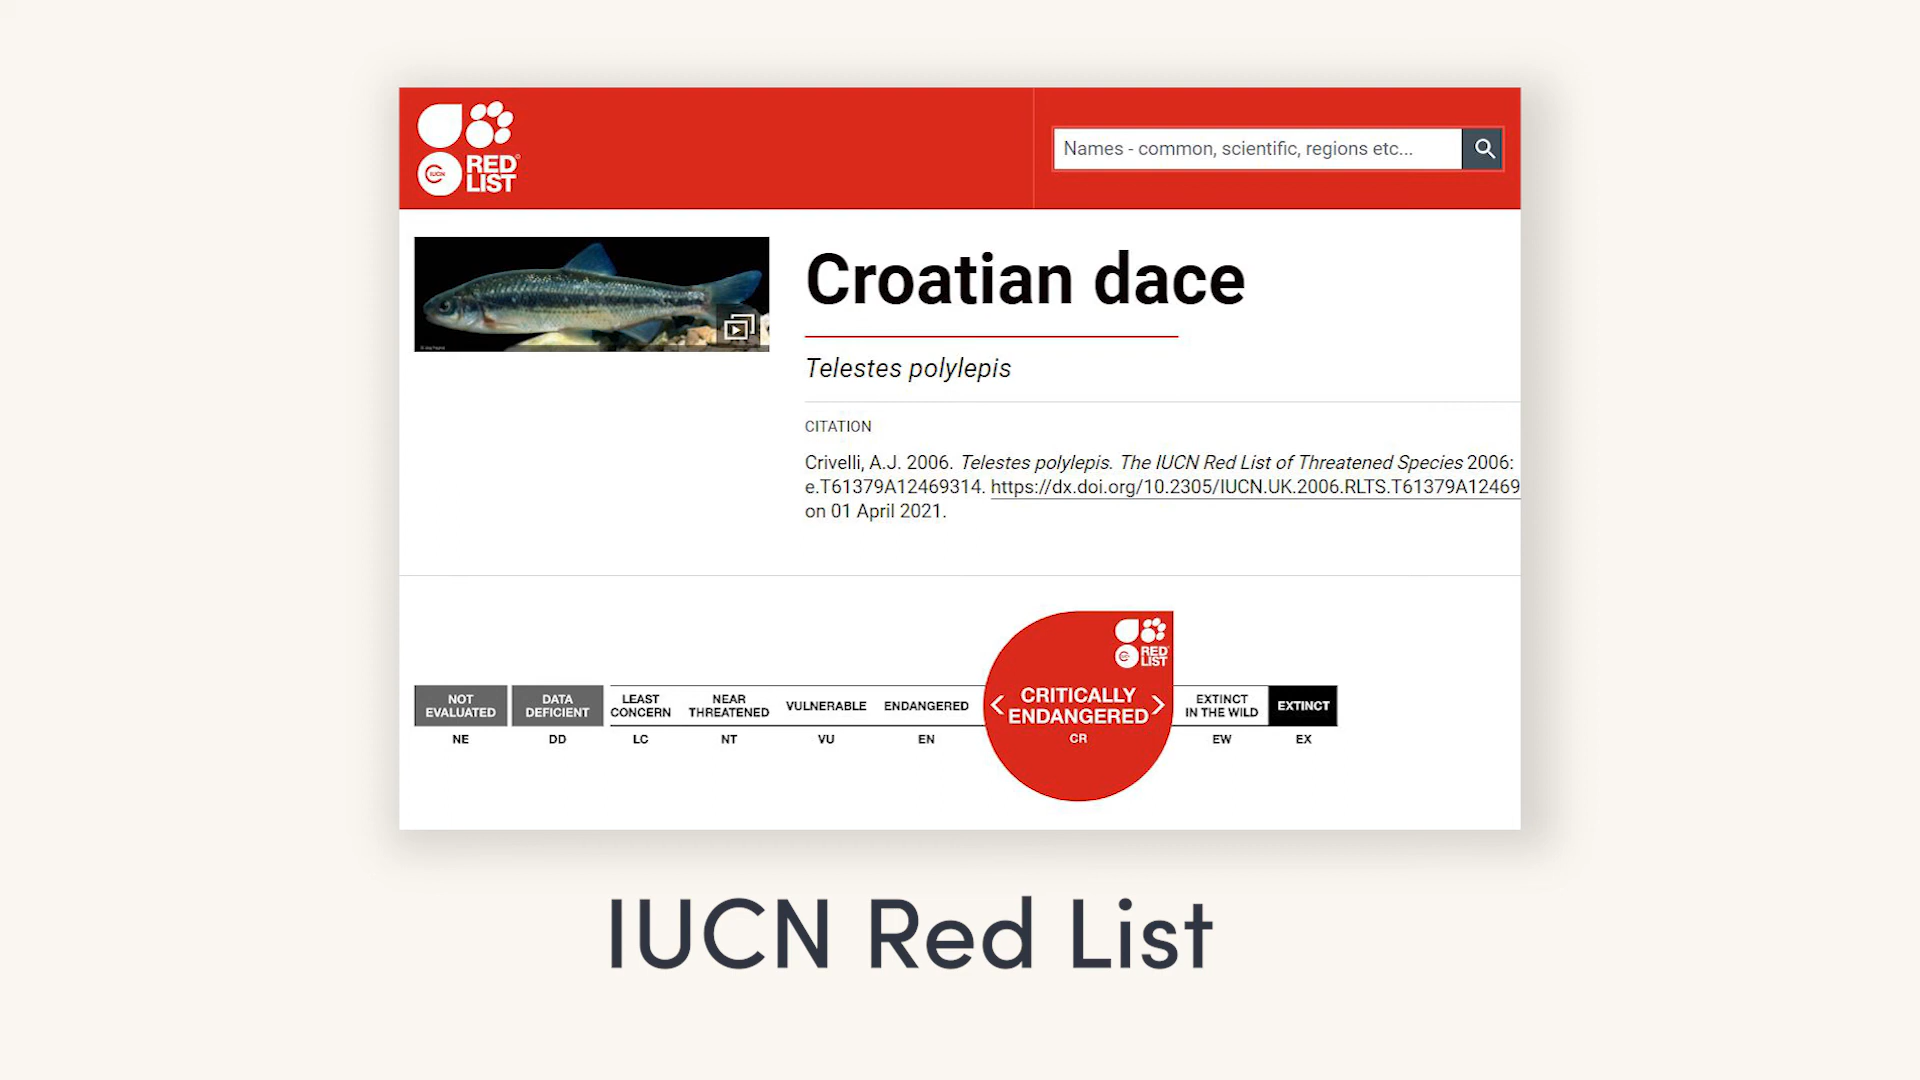 IUCN
RED
LIST
Names - common, scientific, regions etc...
Croatian dace
Telestes polylepis
CITATION
Crivelli, A.J. 2006. Telestes polylepis. The IUCN Red List of Threatened Species 2006:
e.T61379A12469314. https://dx.doi.org/10.2305/IUCN.UK.2006.RLTS.T61379A12469
on 01 April 2021.
RED
LIST
NOT EVALUATED
NE
DATA DEFICIENT
DD
LEAST CONCERN
LC
NEAR THREATENED
NT
VULNERABLE
VU
ENDANGERED
EN
< CRITICALLY ENDANGERED >
CR
EXTINCT IN THE WILD
EW
EXTINCT
EX
IUCN Red List